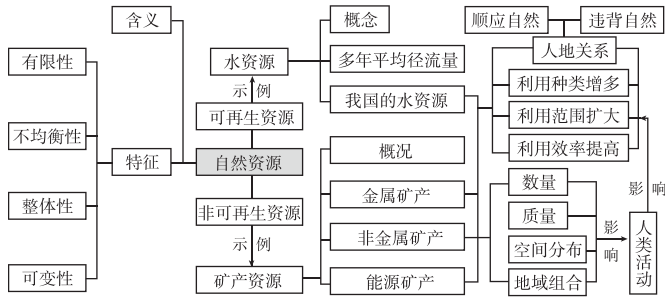 含义
概念
顺应自然
违背自然
有限性
水资源
多年平均径流量
人地关系
示例
利用种类增多
可再生资源
我国的水资源
利用范围扩大
不均衡性
特征
自然资源
概况
利用效率提高
整体性
非可再生资源
金属矿产
数量
影响
质量
示例
非金属矿产
空间分布
影响
人类活动
可变性
矿产资源
能源矿产
地域组合